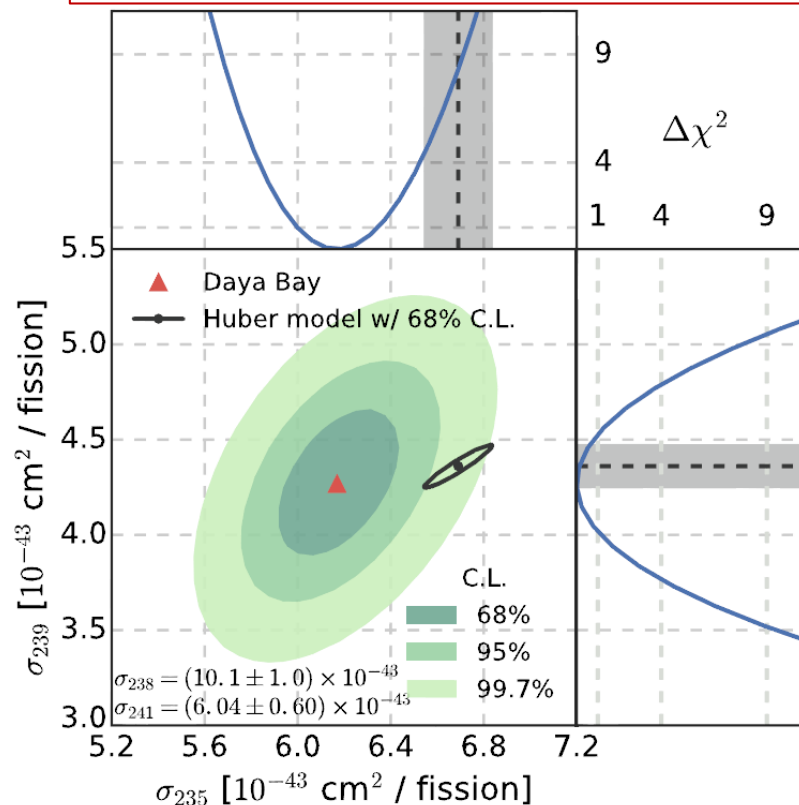 9
4
Δχ²
1 4 9
5.5
5.0
4.5
4.0
3.5
3.0
σ₂₃₉ [10⁻⁴³ cm² / fission]
Daya Bay
Huber model w/ 68% C.L.
C.L.
68%
95%
99.7%
σ₂₃₈ = (10.1 ± 1.0) × 10⁻⁴³
σ₂₄₁ = (6.04 ± 0.60) × 10⁻⁴³
5.2 5.6 6.0 6.4 6.8 7.2
σ₂₃₅ [10⁻⁴³ cm² / fission]